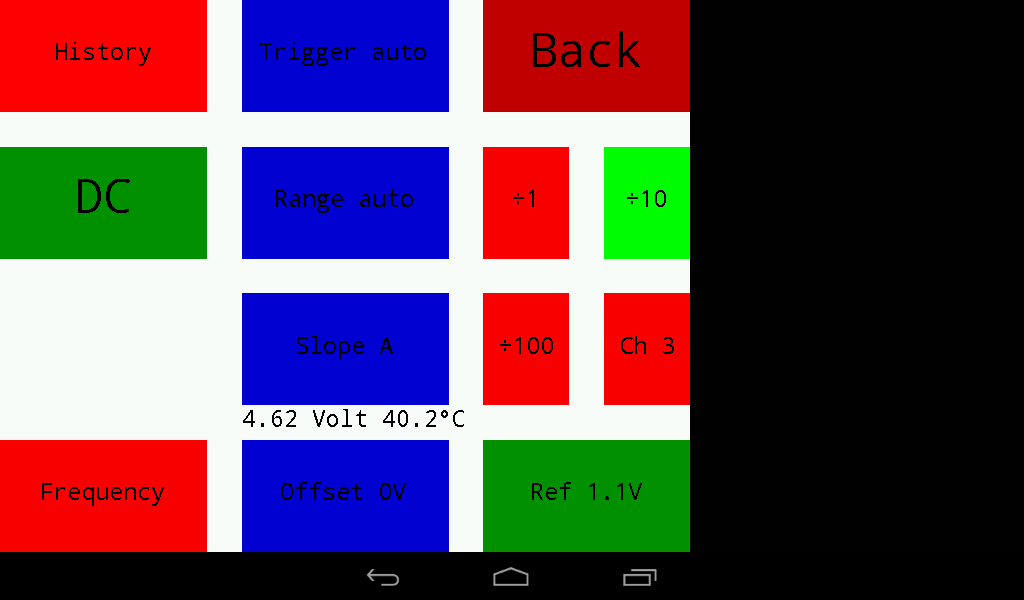 History
Trigger auto
Back
DC
Range auto
÷1
÷10
Slope A
÷100
Ch 3
4.62 Volt 40.2°C
Frequency
Offset 0V
Ref 1.1V